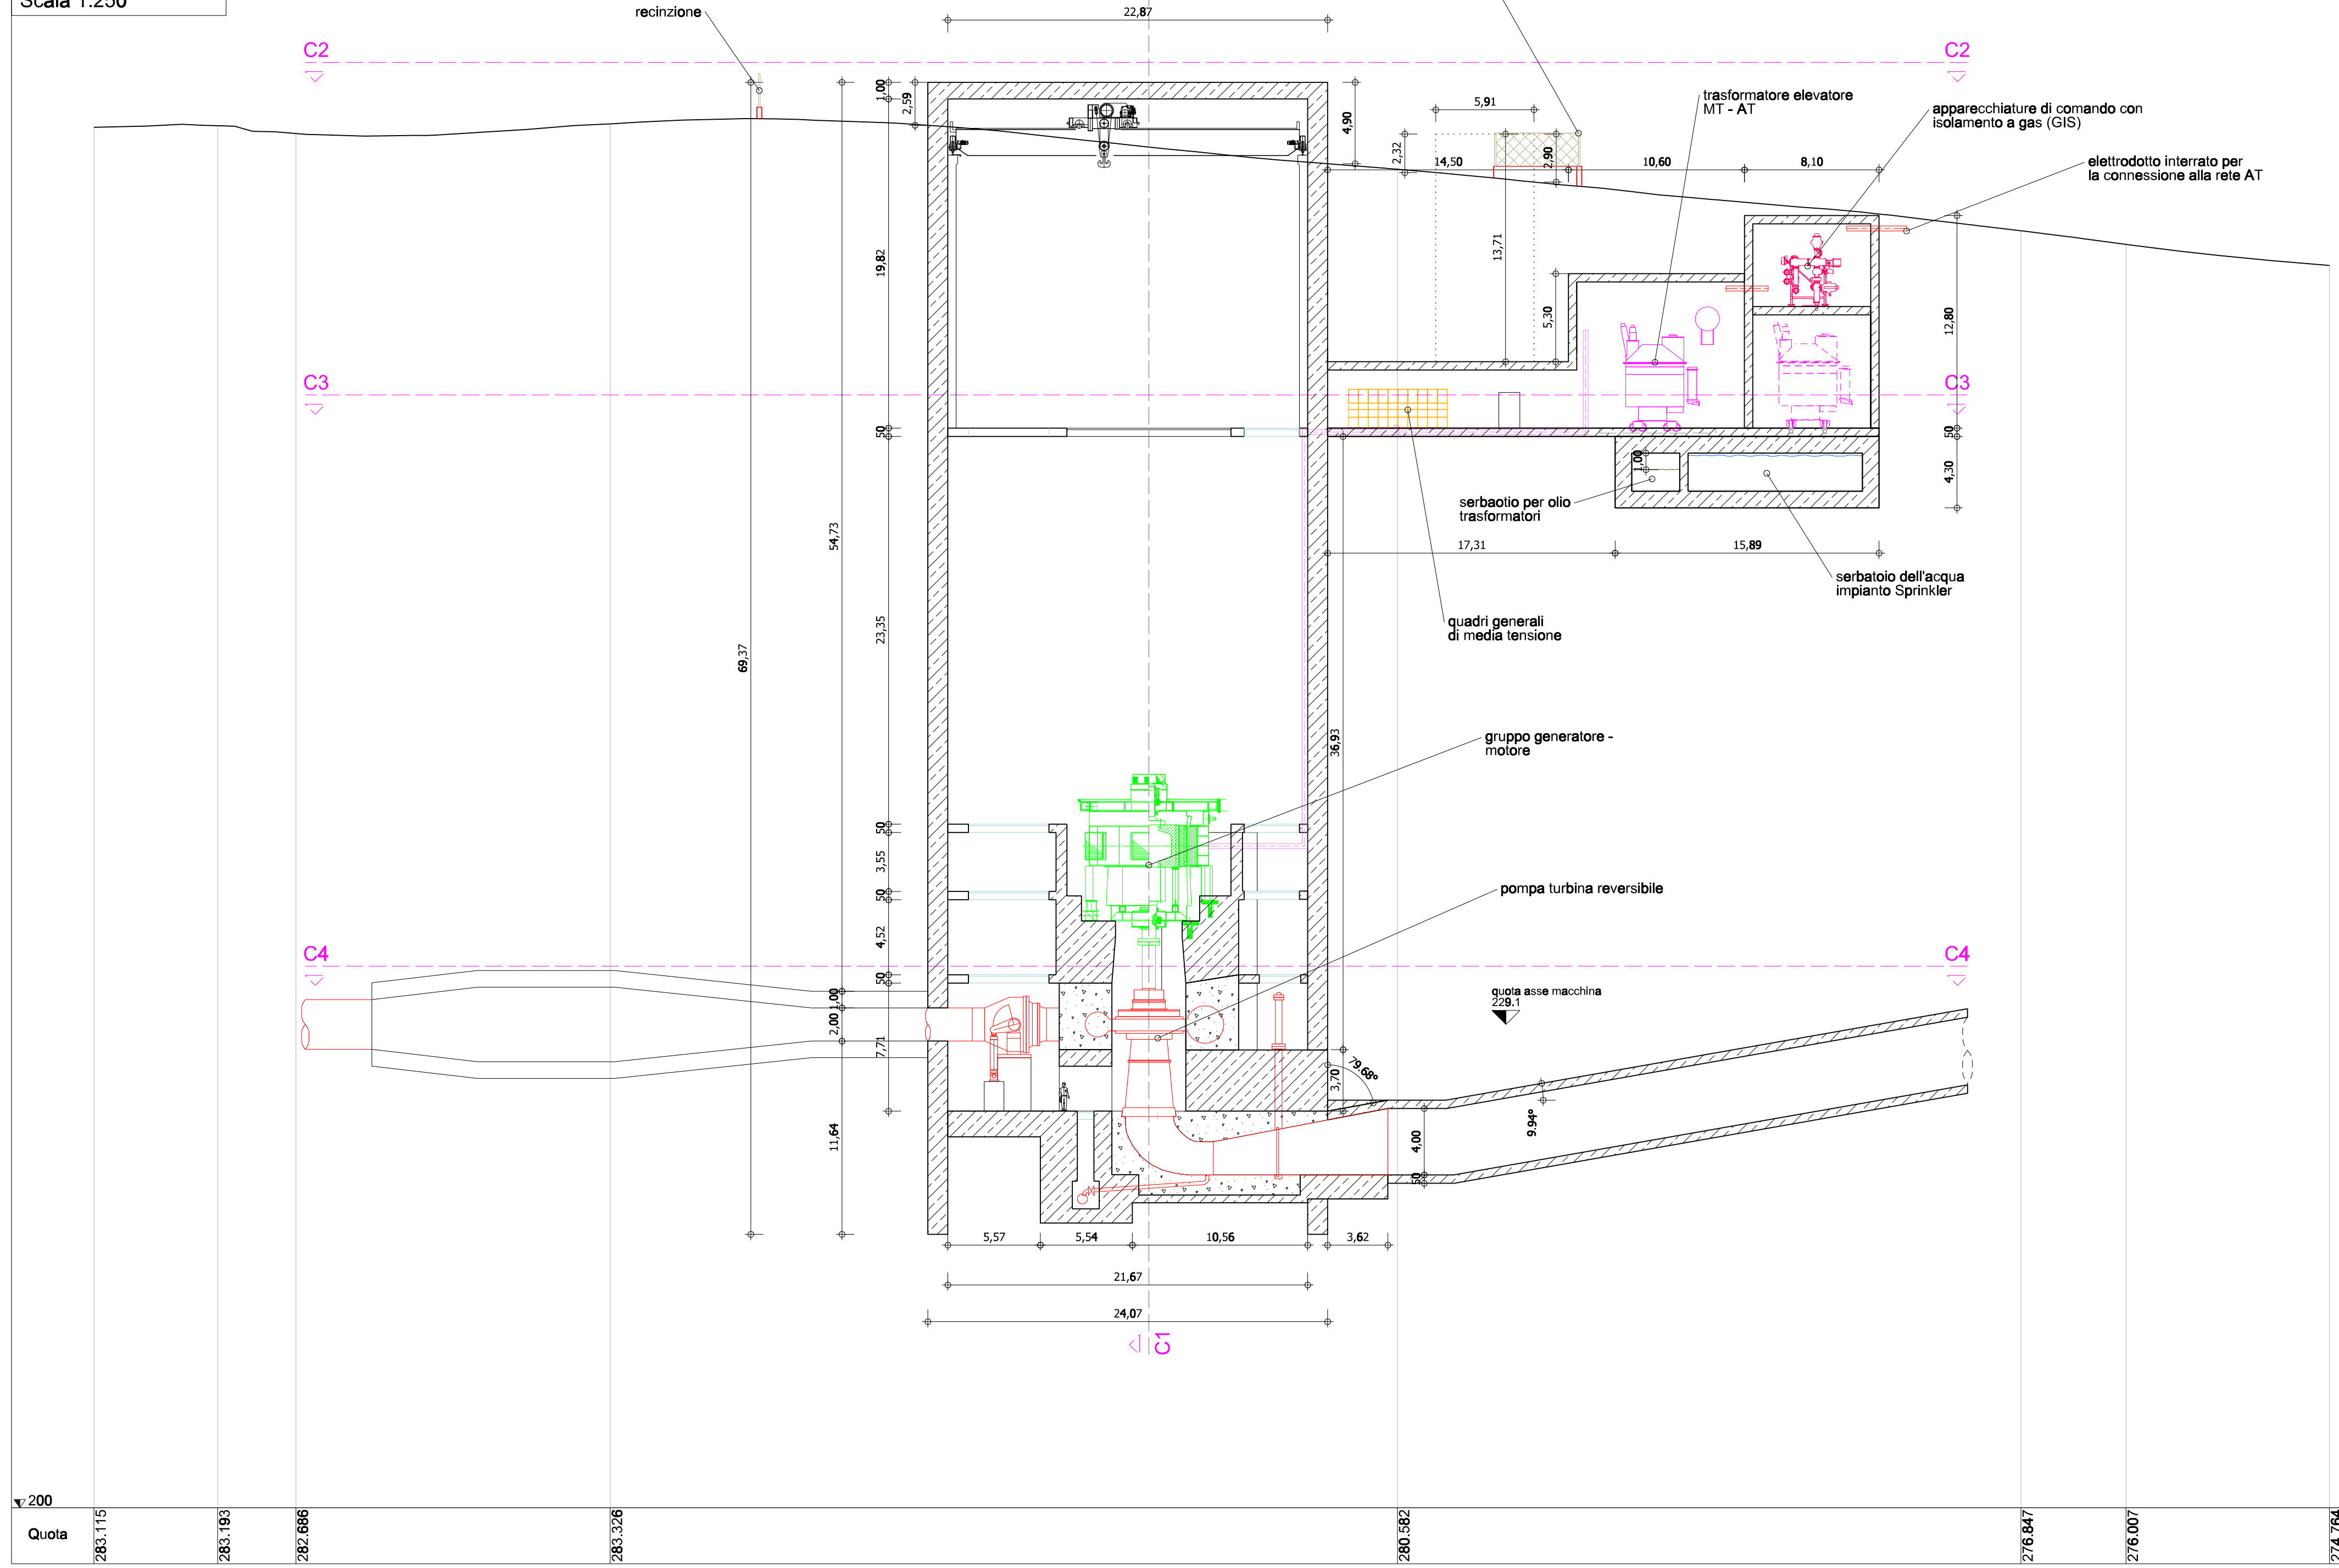 Scala 1:250
recinzione
22,87
C2
C2
1,00
2,59
4,90
5,91
trasformatore elevatore
MT - AT
apparecchiature di comando con
isolamento a gas (GIS)
2,32
14,50
2,90
10,60
8,10
elettrodotto interrato per
la connessione alla rete AT
19,82
13,71
5,30
12,80
C3
C3
50
50
1,00
4,30
serbaotio per olio
trasformatori
54,73
17,31
15,89
serbatoio dell'acqua
impianto Sprinkler
23,35
69,37
quadri generali
di media tensione
36,93
gruppo generatore -
motore
50
3,55
50
pompa turbina reversibile
4,52
C4
C4
50
1,00
2,00
7,71
quota asse macchina
229.1
79.68°
3,70
9.94°
11,64
4,00
50
5,57
5,54
10,56
3,62
21,67
24,07
C1
200
Quota
283.115
283.193
282.686
283.326
280.582
276.847
276.007
274.764